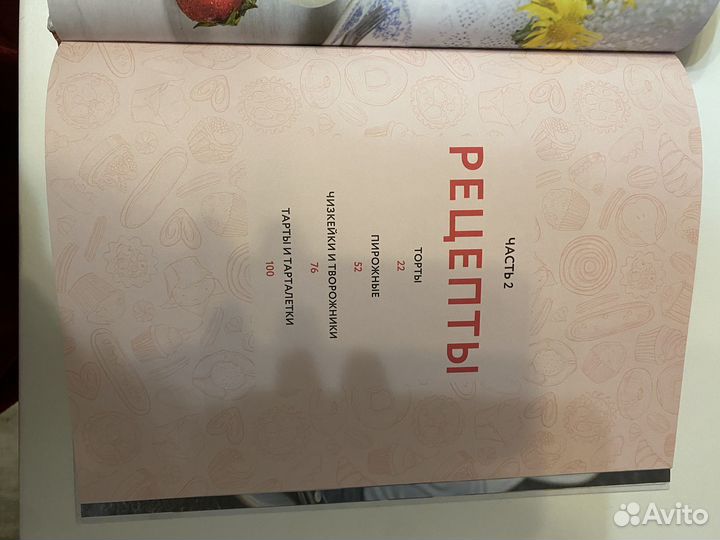 ЧАСТЬ 2
РЕЦЕПТЫ
ТОРТЫ
22
ПИРОЖНЫЕ
52
ЧИЗКЕЙКИ И ТВОРОЖНИКИ
76
ТАРТЫ И ТАРТАЛЕТКИ
100
Avito